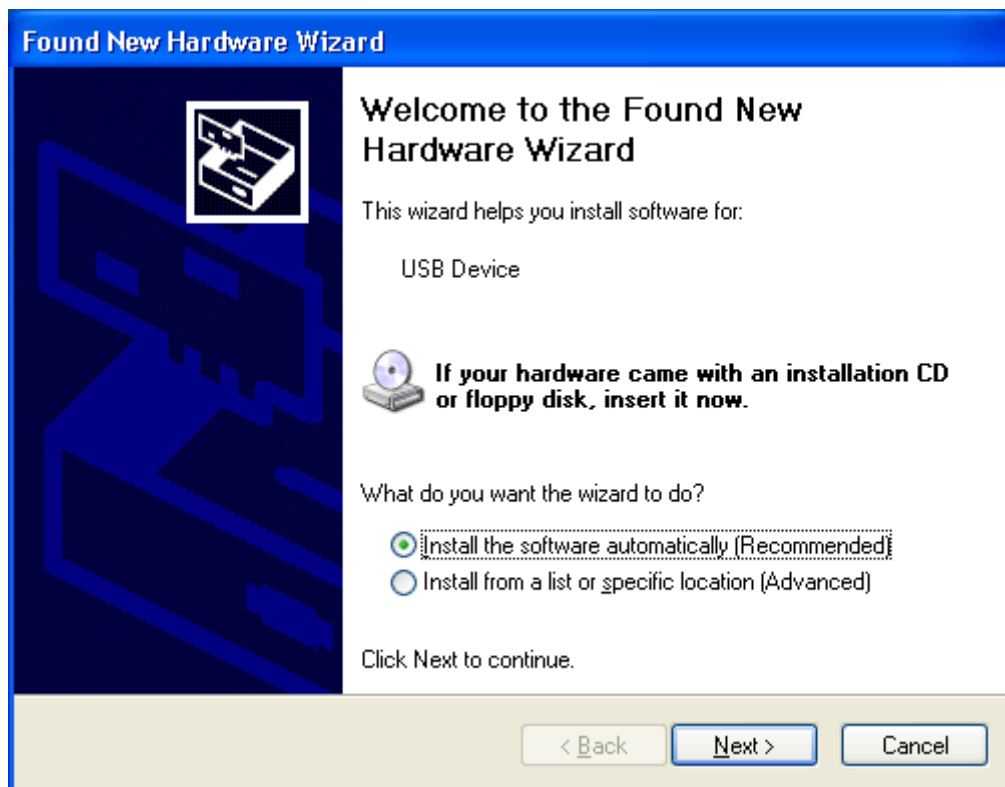 Found New Hardware Wizard
Welcome to the Found New
Hardware Wizard
This wizard helps you install software for:
USB Device
If your hardware came with an installation CD
or floppy disk, insert it now.
What do you want the wizard to do?
Install the software automatically (Recommended)
Install from a list or specific location (Advanced)
Click Next to continue.
< Back Next > Cancel